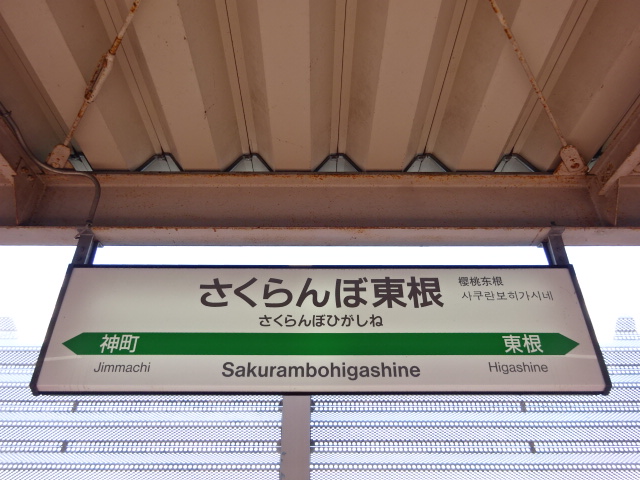 さくらんぼ東根
樱桃东根
사쿠란보히가시네
さくらんぼひがしね
神町
東根
Jimmachi
Sakurambohigashine
Higashine